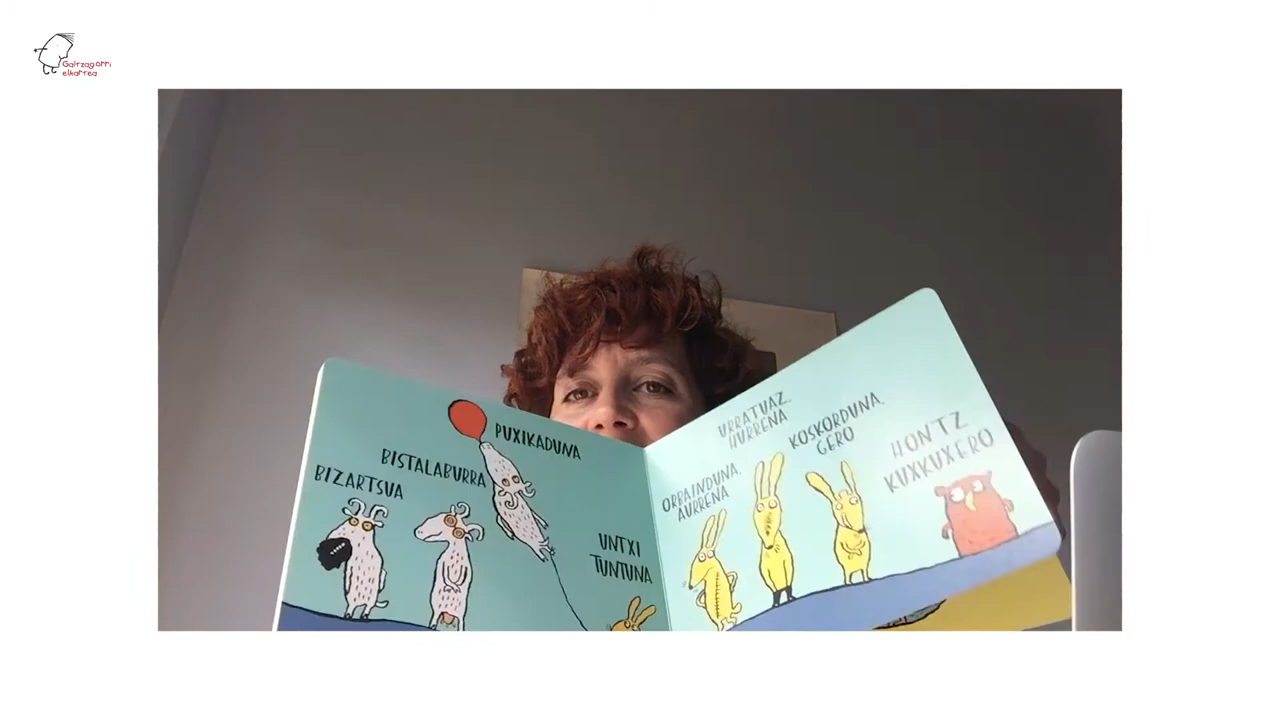 Galtzagorri
elkartea
BIZARTSUA
BISTALABURRA
PUXIKADUNA
UNTXI
TUNTUNA
ORBAINDUNA,
AURRENA
URRATUAZ,
HURRENA
KOSKORDUNA,
GERO
HONTZ
KUXKUXERO